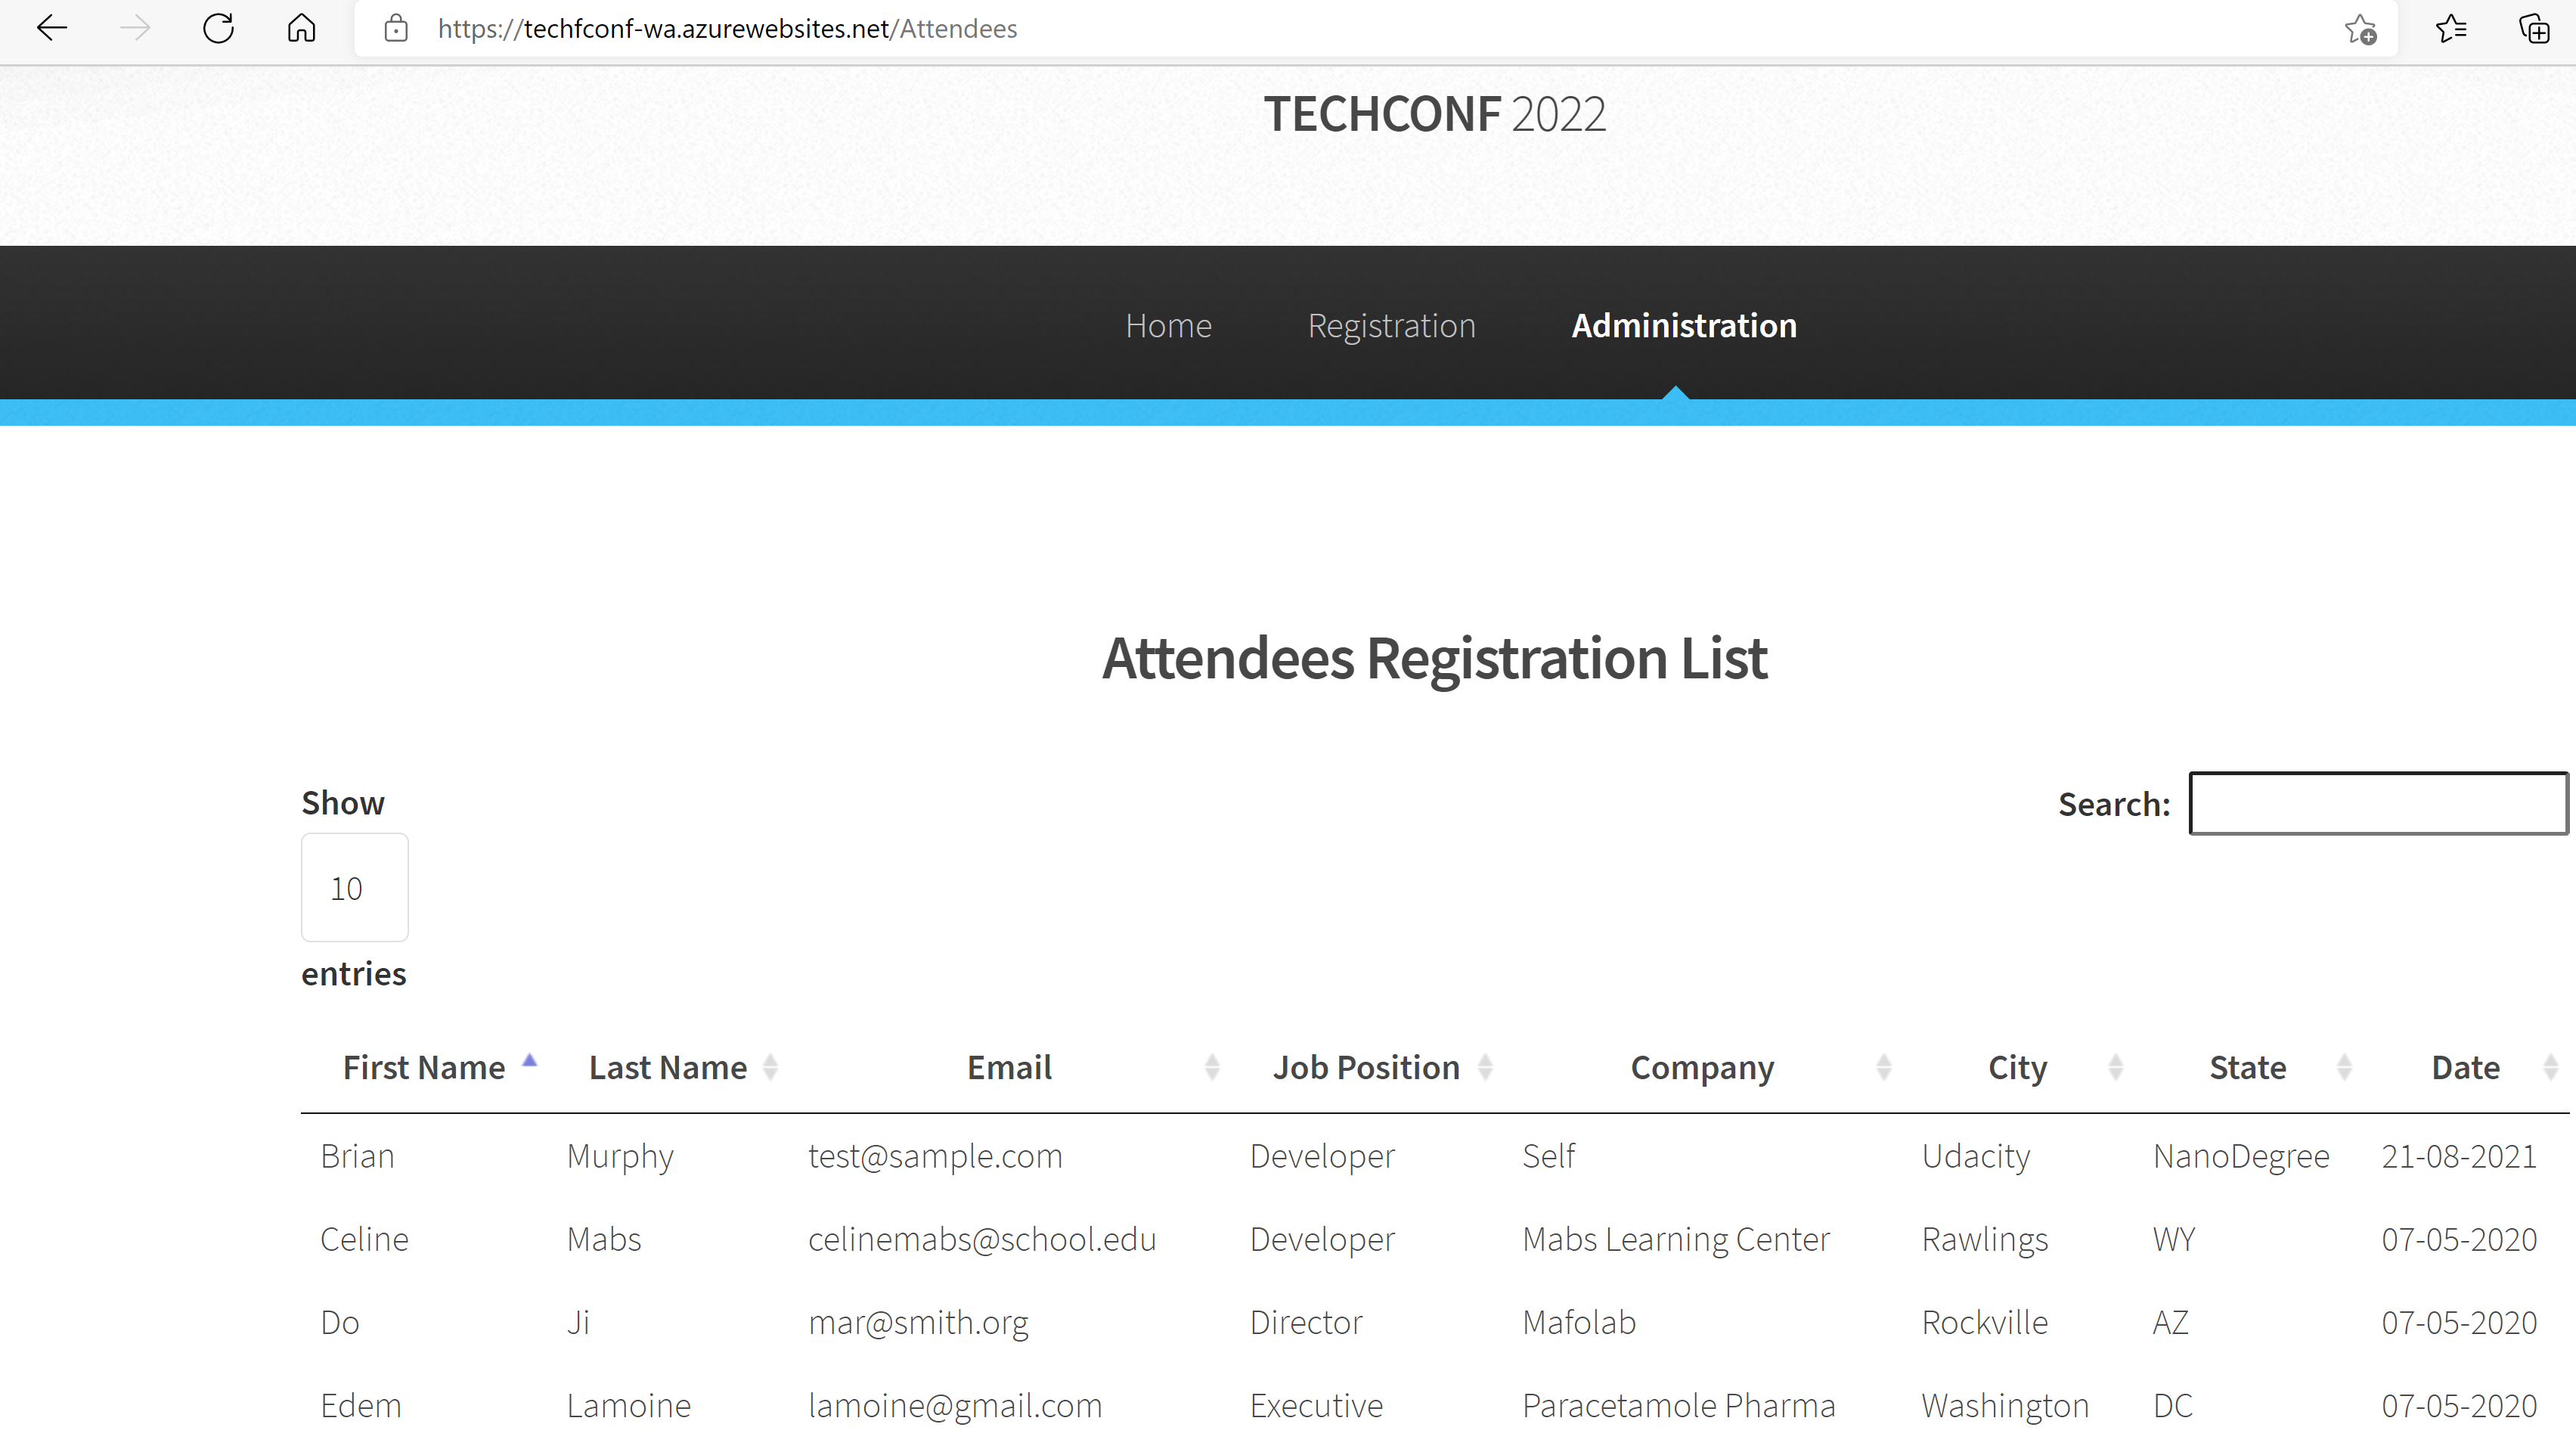 https://techfconf-wa.azurewebsites.net/Attendees
TECHCONF 2022
Home Registration Administration
Attendees Registration List
Show
Search:
10
entries
First Name Last Name Email Job Position Company City State Date
Brian Murphy test@sample.com Developer Self Udacity NanoDegree 21-08-2021
Celine Mabs celinemabs@school.edu Developer Mabs Learning Center Rawlings WY 07-05-2020
Do Ji mar@smith.org Director Mafolab Rockville AZ 07-05-2020
Edem Lamoine lamoine@gmail.com Executive Paracetamole Pharma Washington DC 07-05-2020